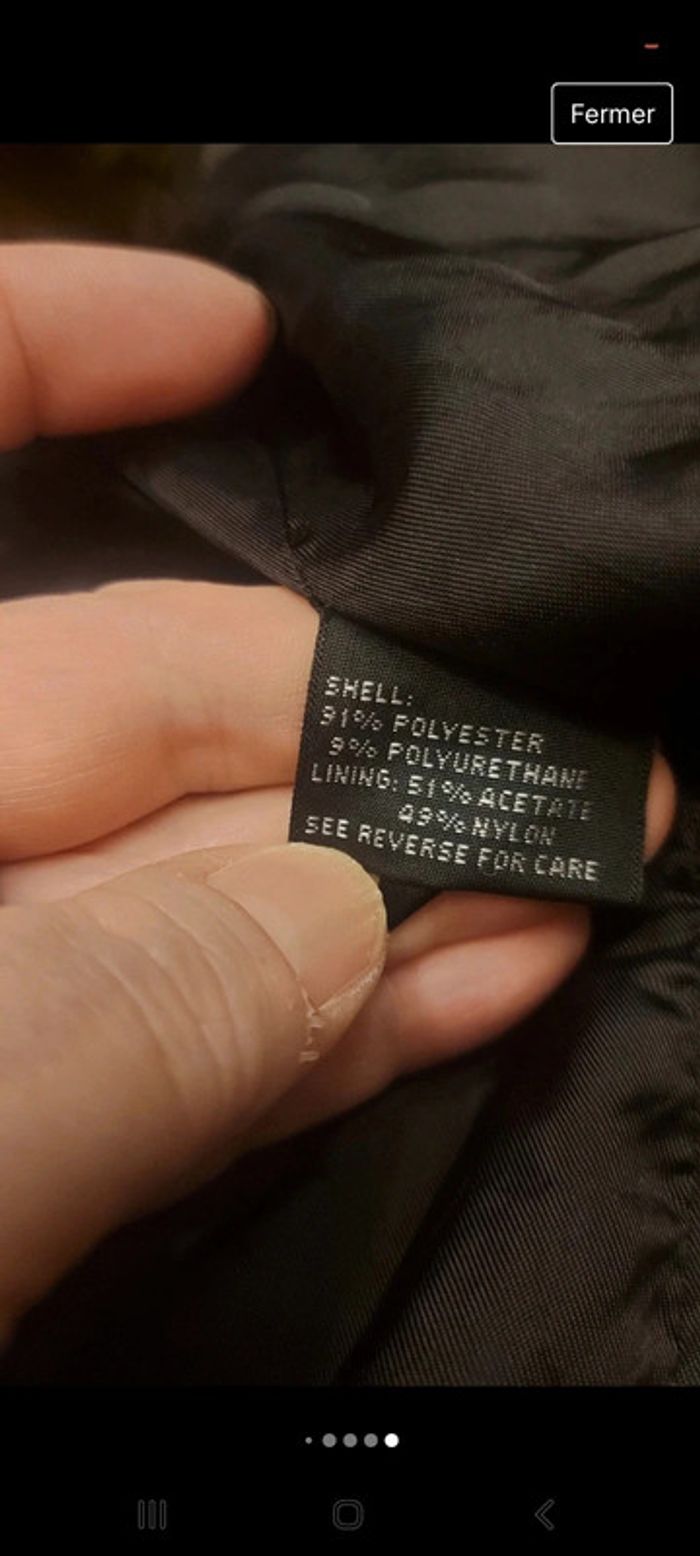 Fermer
SHELL:
91% POLYESTER
9% POLYURETHANE
LINING: 51% ACETATE
49% NYLON
SEE REVERSE FOR CARE